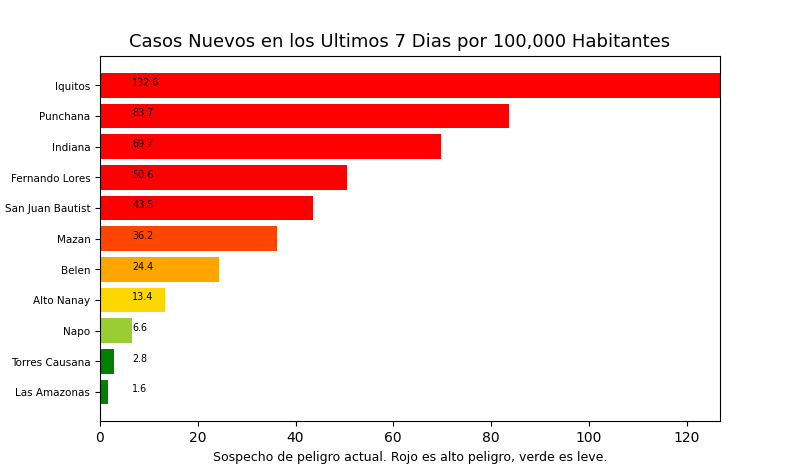 Casos Nuevos en los Ultimos 7 Dias por 100,000 Habitantes
Iquitos 132.6
Punchana 83.7
Indiana 69.7
Fernando Lores 50.6
San Juan Bautist 43.5
Mazan 36.2
Belen 24.4
Alto Nanay 13.4
Napo 6.6
Torres Causana 2.8
Las Amazonas 1.6
0 20 40 60 80 100 120
Sospecho de peligro actual. Rojo es alto peligro, verde es leve.